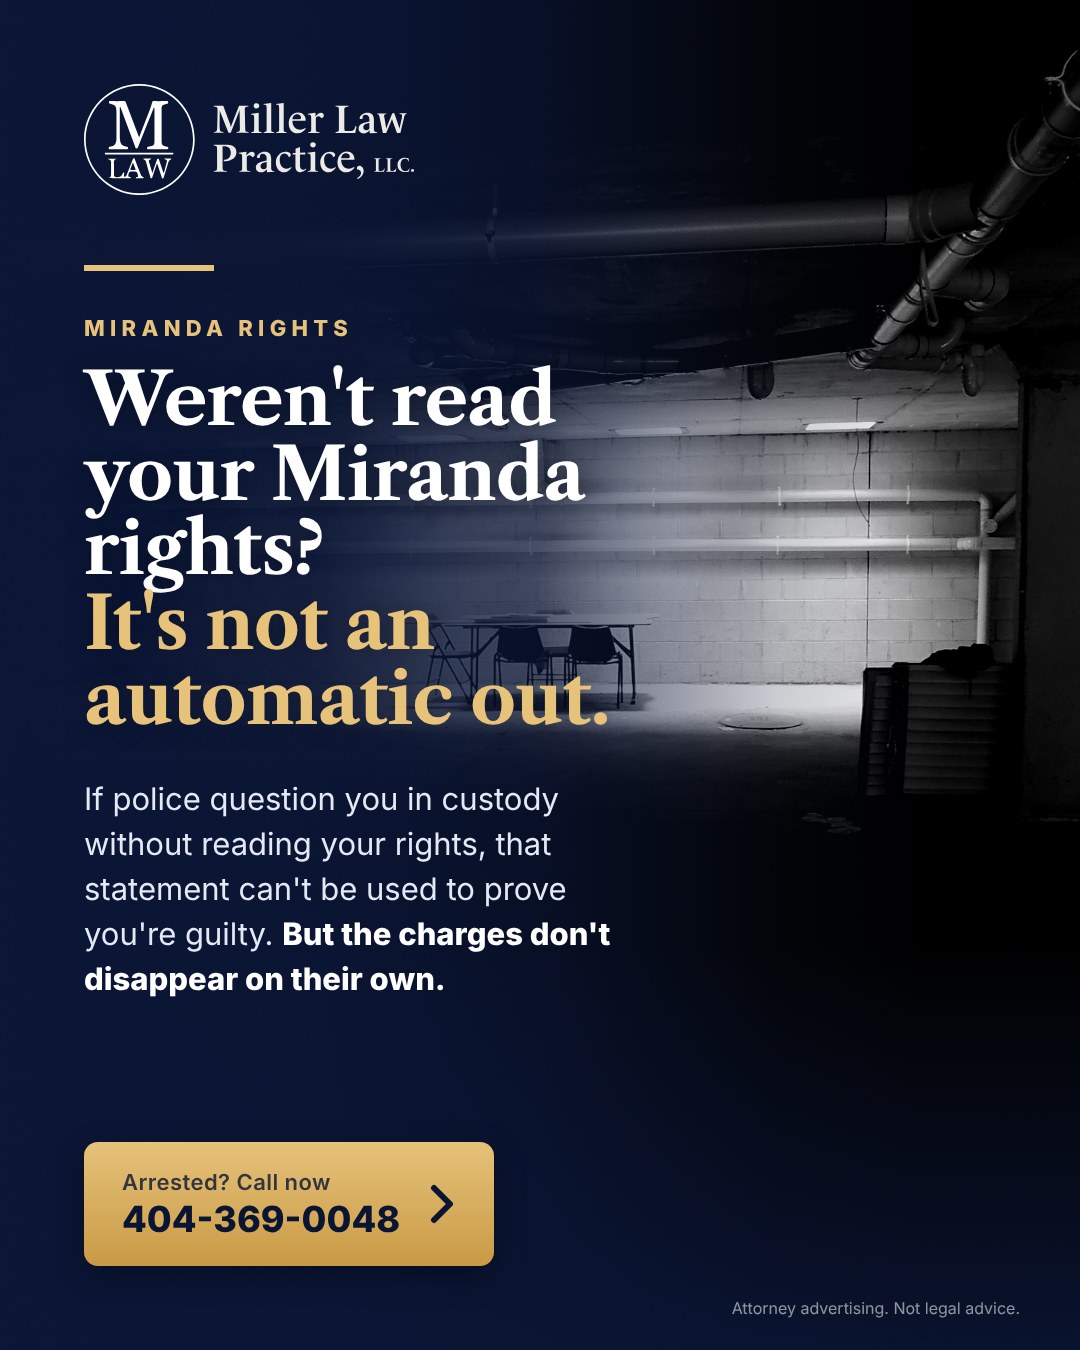 M
LAW
Miller Law
Practice, LLC.
MIRANDA RIGHTS
Weren't read
your Miranda
rights?
It's not an
automatic out.
If police question you in custody
without reading your rights, that
statement can't be used to prove
you're guilty. But the charges don't
disappear on their own.
Arrested? Call now
404-369-0048
Attorney advertising. Not legal advice.